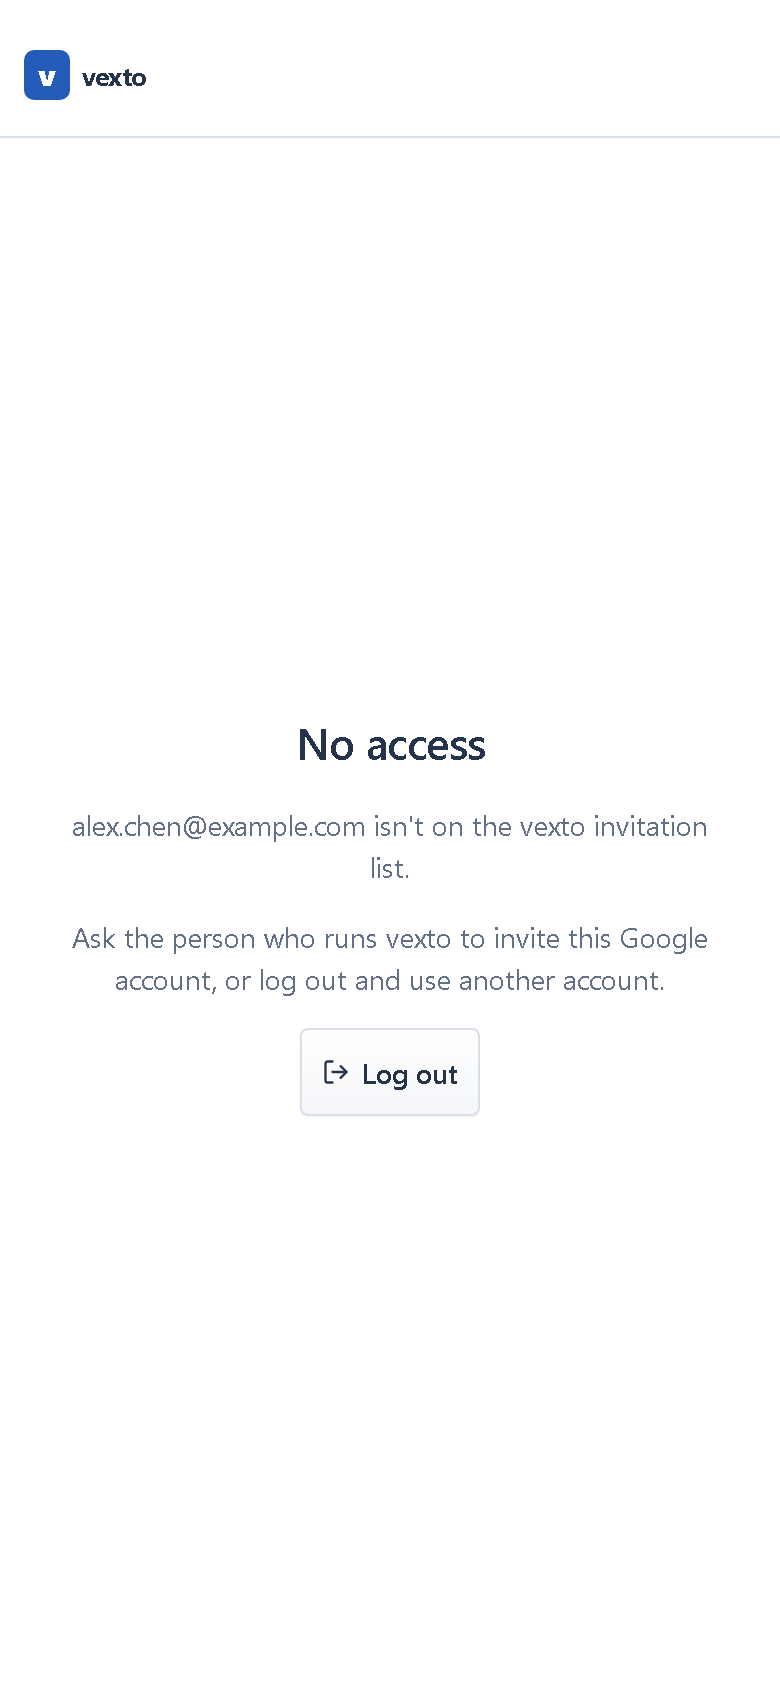 v vexto
No access
alex.chen@example.com isn't on the vexto invitation
list.
Ask the person who runs vexto to invite this Google
account, or log out and use another account.
Log out